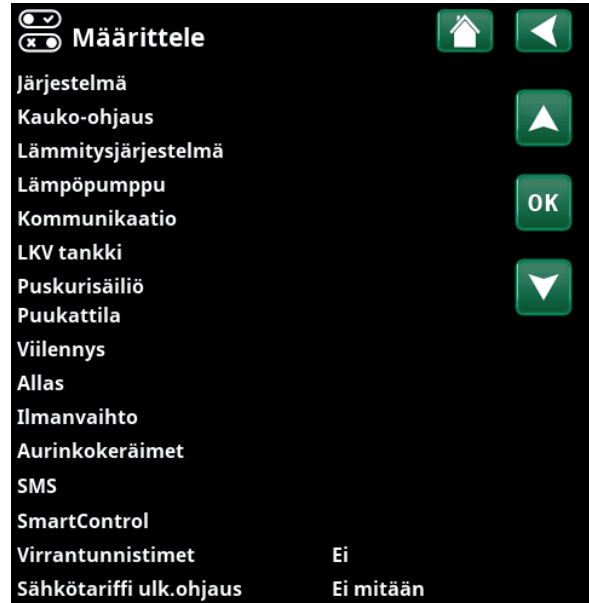 Määrittele
Järjestelmä
Kauko-ohjaus
Lämmitysjärjestelmä
Lämpöpumppu
OK
Kommunikaatio
LKV tankki
Puskurisäiliö
Puukattila
Viilennys
Allas
Ilmanvaihto
Aurinkokeräimet
SMS
SmartControl
Virrantunnistimet Ei
Sähkötariffi ulk.ohjaus Ei mitään